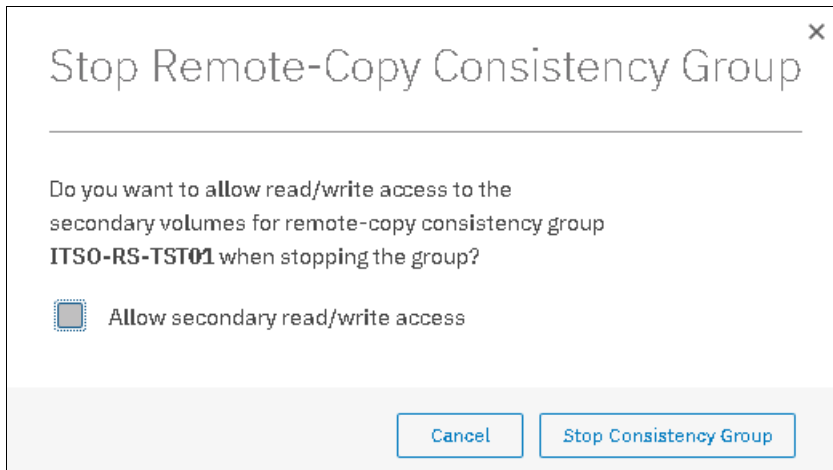 Stop Remote-Copy Consistency Group
Do you want to allow read/write access to the
secondary volumes for remote-copy consistency group
ITSO-RS-TST01 when stopping the group?
Allow secondary read/write access
Cancel
Stop Consistency Group